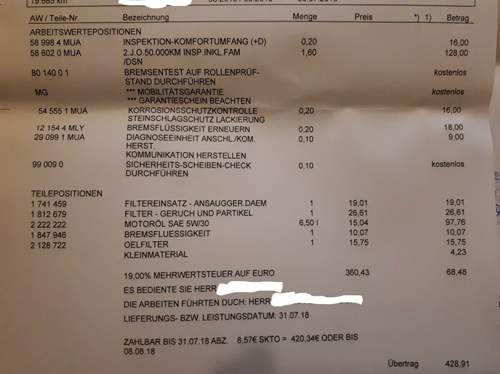 19.685 km
AW / Teile-Nr. Bezeichnung Menge Preis *) 1) Betrag
ARBEITSWERTEPOSITIONEN
58 998 4 MUA INSPEKTION-KOMFORTUMFANG (+D) 0,20 16,00
58 602 0 MUA 2.J.O.50.000KM INSP.INKL.FAM 1,60 128,00
/DSN
80 140 0 1 BREMSENTEST AUF ROLLENPRÜF- kostenlos
STAND DURCHFÜHREN
MG *** MOBILITÄTSGARANTIE kostenlos
*** GARANTIESCHEIN BEACHTEN
54 555 1 MUA KORROSIONSSCHUTZKONTROLLE 0,20 16,00
STEINSCHLAGSCHUTZ LACKIERUNG
12 154 4 MLY BREMSFLÜSSIGKEIT ERNEUERN 0,20 18,00
29 099 1 MUA DIAGNOSEEINHEIT ANSCHL./KOM. 0,10 9,00
HERST.
KOMMUNIKATION HERSTELLEN
99 009 0 SICHERHEITS-SCHEIBEN-CHECK 0,10 kostenlos
DURCHFÜHREN
TEILEPOSITIONEN
1 741 459 FILTEREINSATZ - ANSAUGGER.DAEM 1 19,01 19,01
1 812 679 FILTER - GERUCH UND PARTIKEL 1 26,61 26,61
2 222 222 MOTORÖL SAE 5W/30 6,50 l 15,04 97,76
1 847 946 BREMSFLUESSIGKEIT 1 10,07 10,07
2 128 722 OELFILTER 1 15,75 15,75
KLEINMATERIAL 4,23
19,00% MEHRWERTSTEUER AUF EURO 360,43 68,48
ES BEDIENTE SIE HERR
DIE ARBEITEN FÜHRTEN DUCH: HERR
LIEFERUNGS- BZW. LEISTUNGSDATUM: 31.07.18
ZAHLBAR BIS 31.07.18 ABZ. 8,57€ SKTO = 420,34€ ODER BIS
08.08.18
Übertrag 428,91